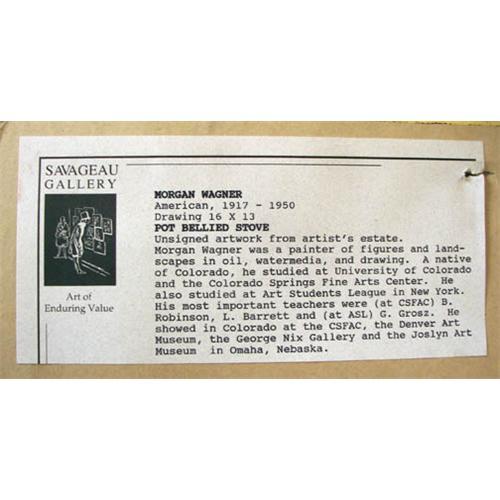 SAVAGEAU
GALLERY
Art of
Enduring Value
MORGAN WAGNER
American, 1917 - 1950
Drawing 16 X 13
POT BELLIED STOVE
Unsigned artwork from artist's estate.
Morgan Wagner was a painter of figures and land-
scapes in oil, watermedia, and drawing. A native
of Colorado, he studied at University of Colorado
and the Colorado Springs Fine Arts Center. He
also studied at Art Students League in New York.
His most important teachers were (at CSFAC) B.
Robinson, L. Barrett and (at ASL) G. Grosz. He
showed in Colorado at the CSFAC, the Denver Art
Museum, the George Nix Gallery and the Joslyn Art
Museum in Omaha, Nebaska.